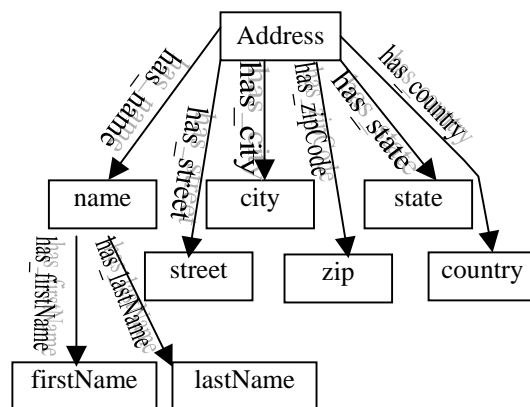 Address
has_name
has_street
has_city
has_zipCode
has_state
has_country
name
city
state
street
zip
country
has_firstName
has_lastName
firstName
lastName